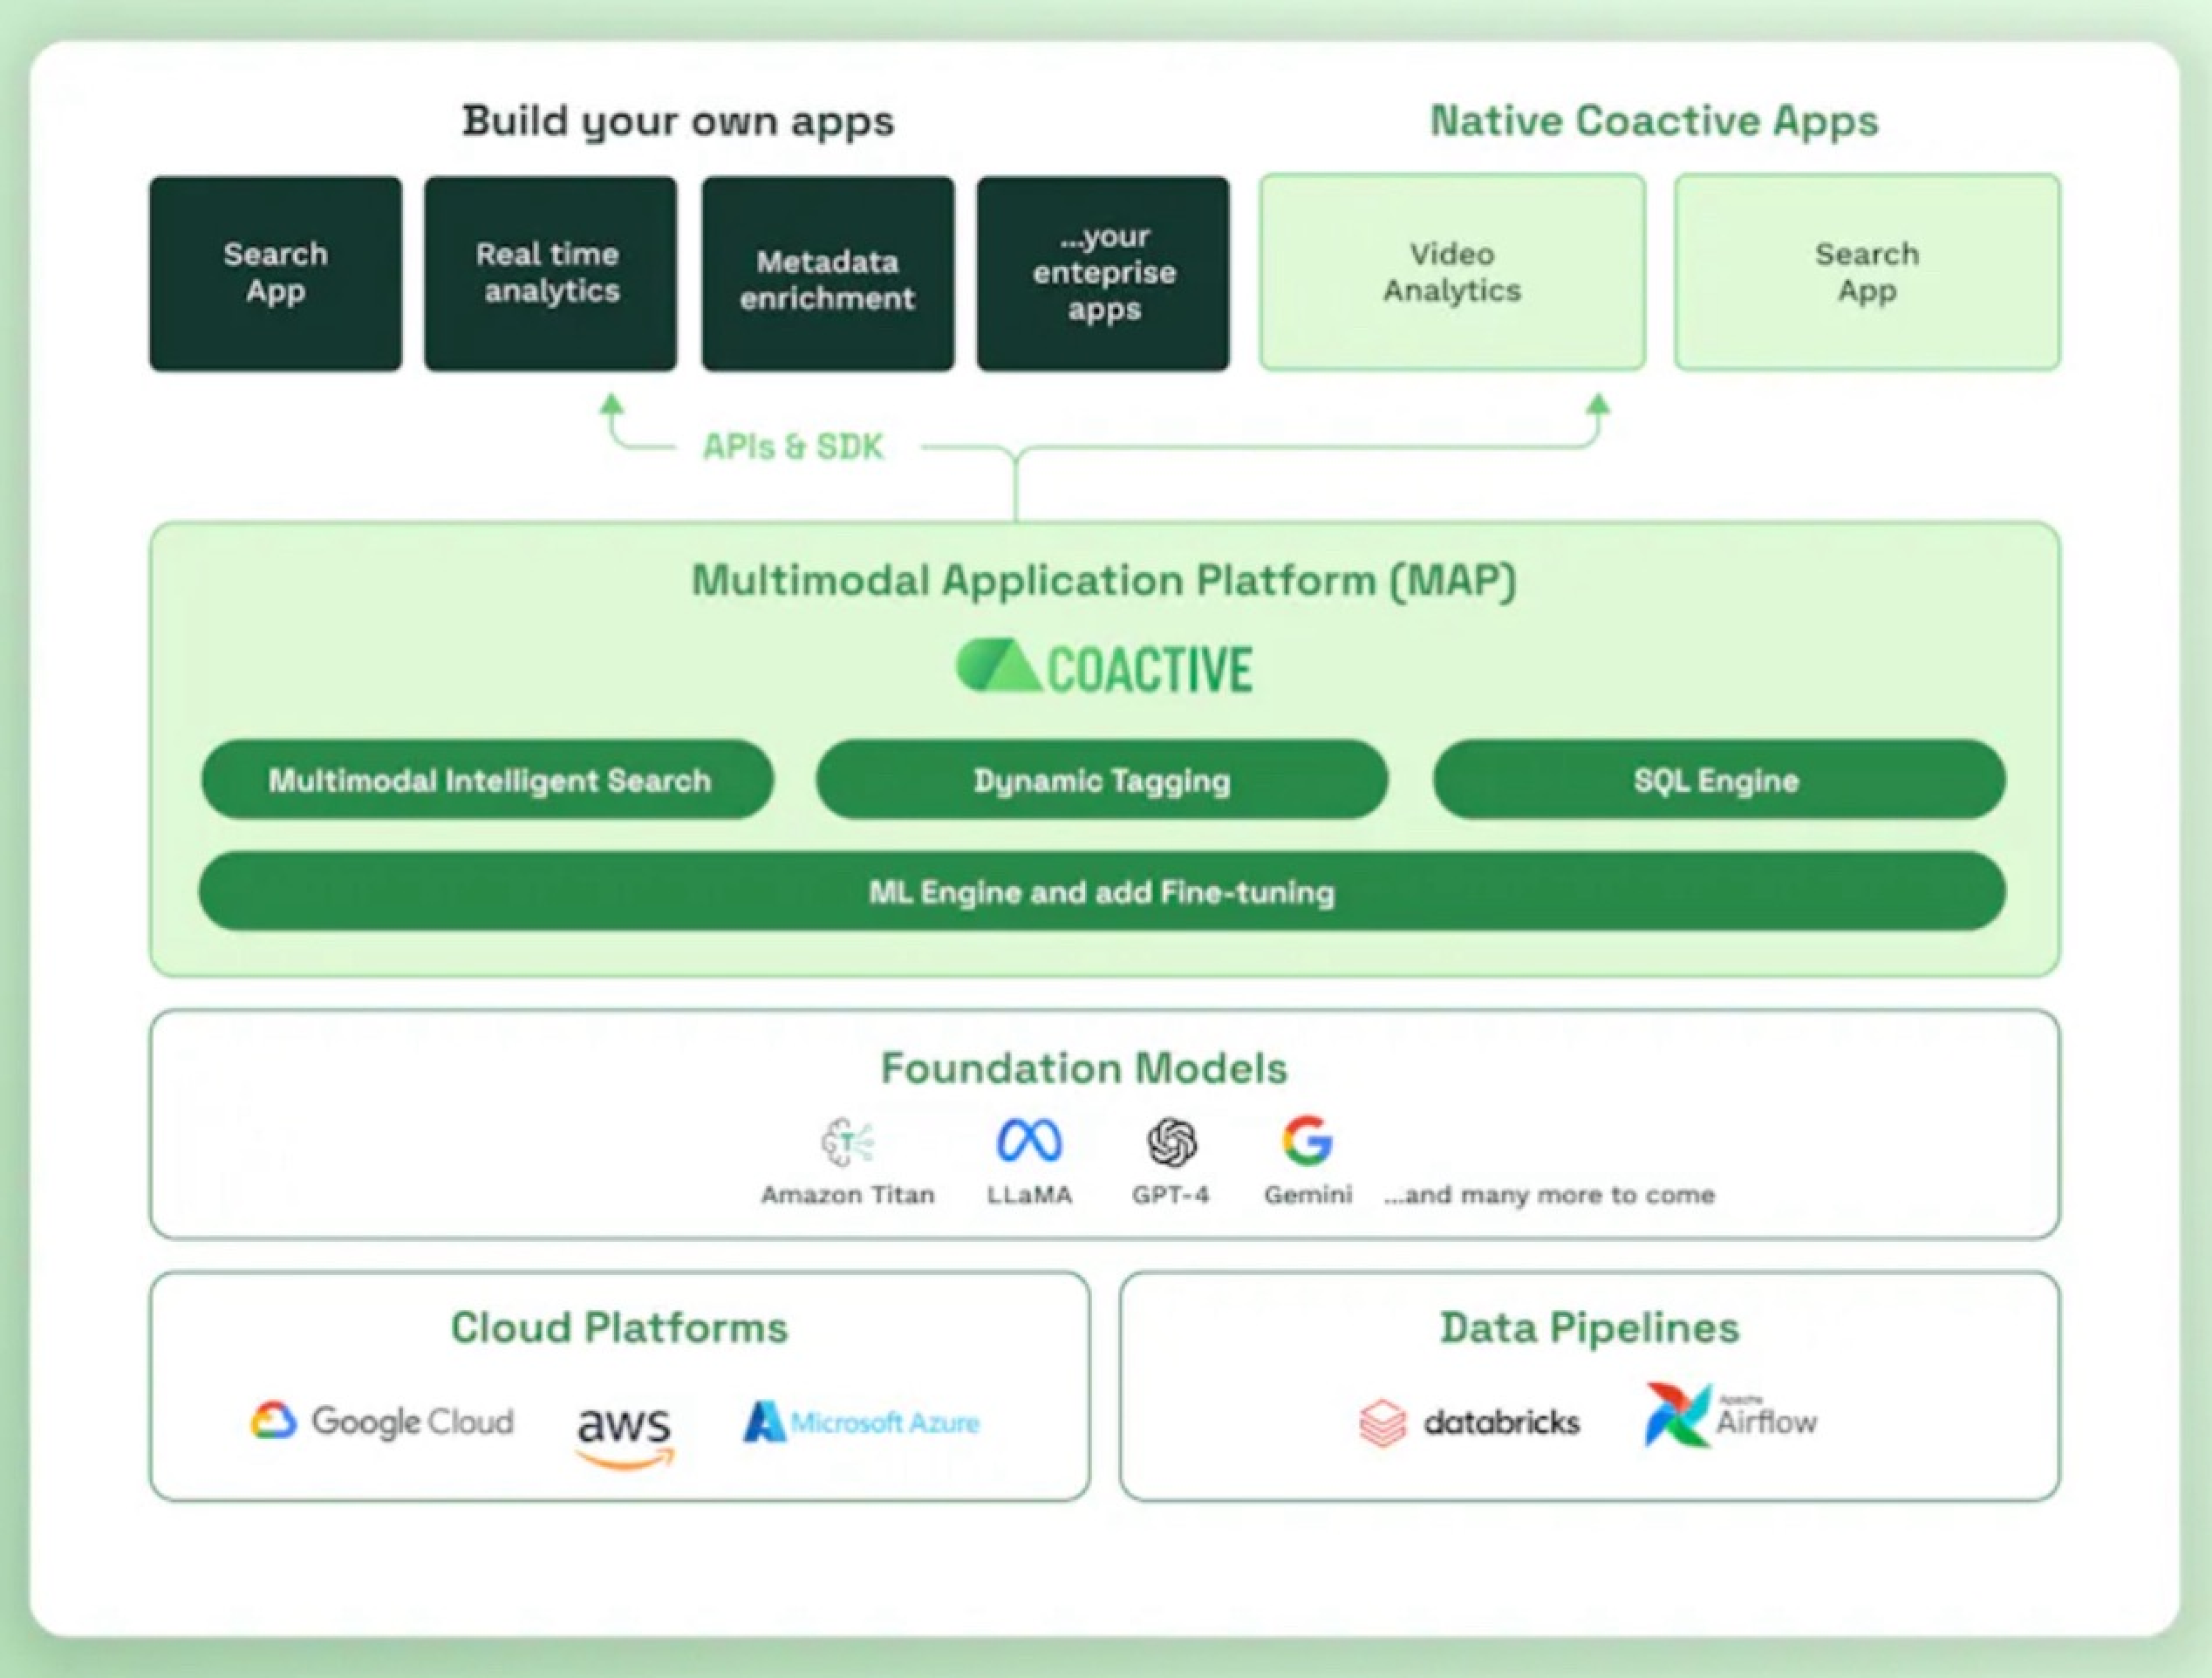 Build your own apps
Native Coactive Apps
Search
App
Real time
analytics
Metadata
enrichment
...your
enteprise
apps
Video
Analytics
Search
App
APIs & SDK
Multimodal Application Platform (MAP)
COACTIVE
Multimodal Intelligent Search
Dynamic Tagging
SQL Engine
ML Engine and add Fine-tuning
Foundation Models
Amazon Titan
LLaMA
GPT-4
Gemini
...and many more to come
Cloud Platforms
Google Cloud
aws
Microsoft Azure
Data Pipelines
databricks
Apache
Airflow